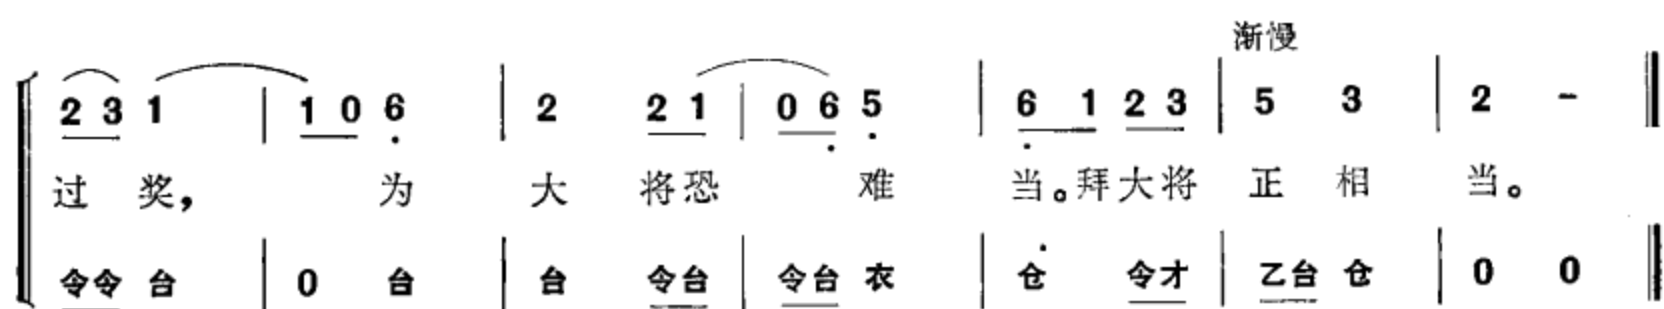 渐慢
2 3 1 | 1 0 6 | 2 2 1 | 0 6 5 | 6 1 2 3 | 5 3 | 2 -
过 奖， 为 大 将恐 难 当。拜大将 正 相 当。
令令 台 | 0 台 | 台 令台 | 令台 衣 | 仓 令才 | 乙台 仓 | 0 0